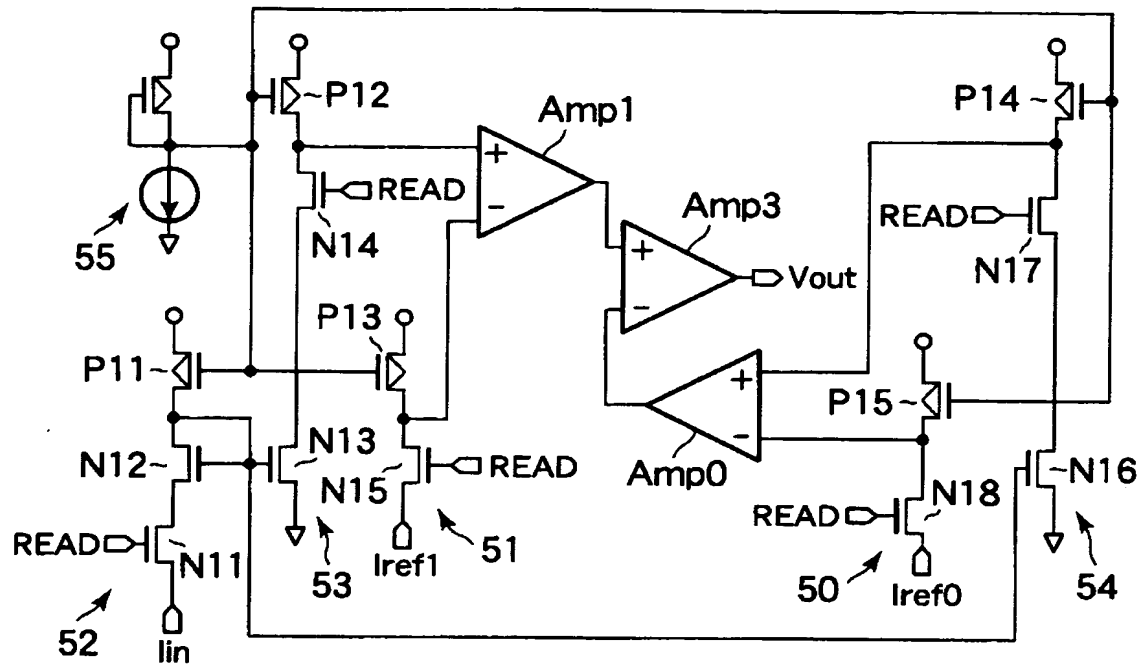 P12
P14
Amp1
READ
Amp3
READ
N14
N17
55
Vout
P13
P11
P15
N13
N12
N15
READ
Amp0
N16
N18
READ
READ
N11
53
Iref1
51
50
Iref0
54
52
Iin
+
−
+
−
+
−